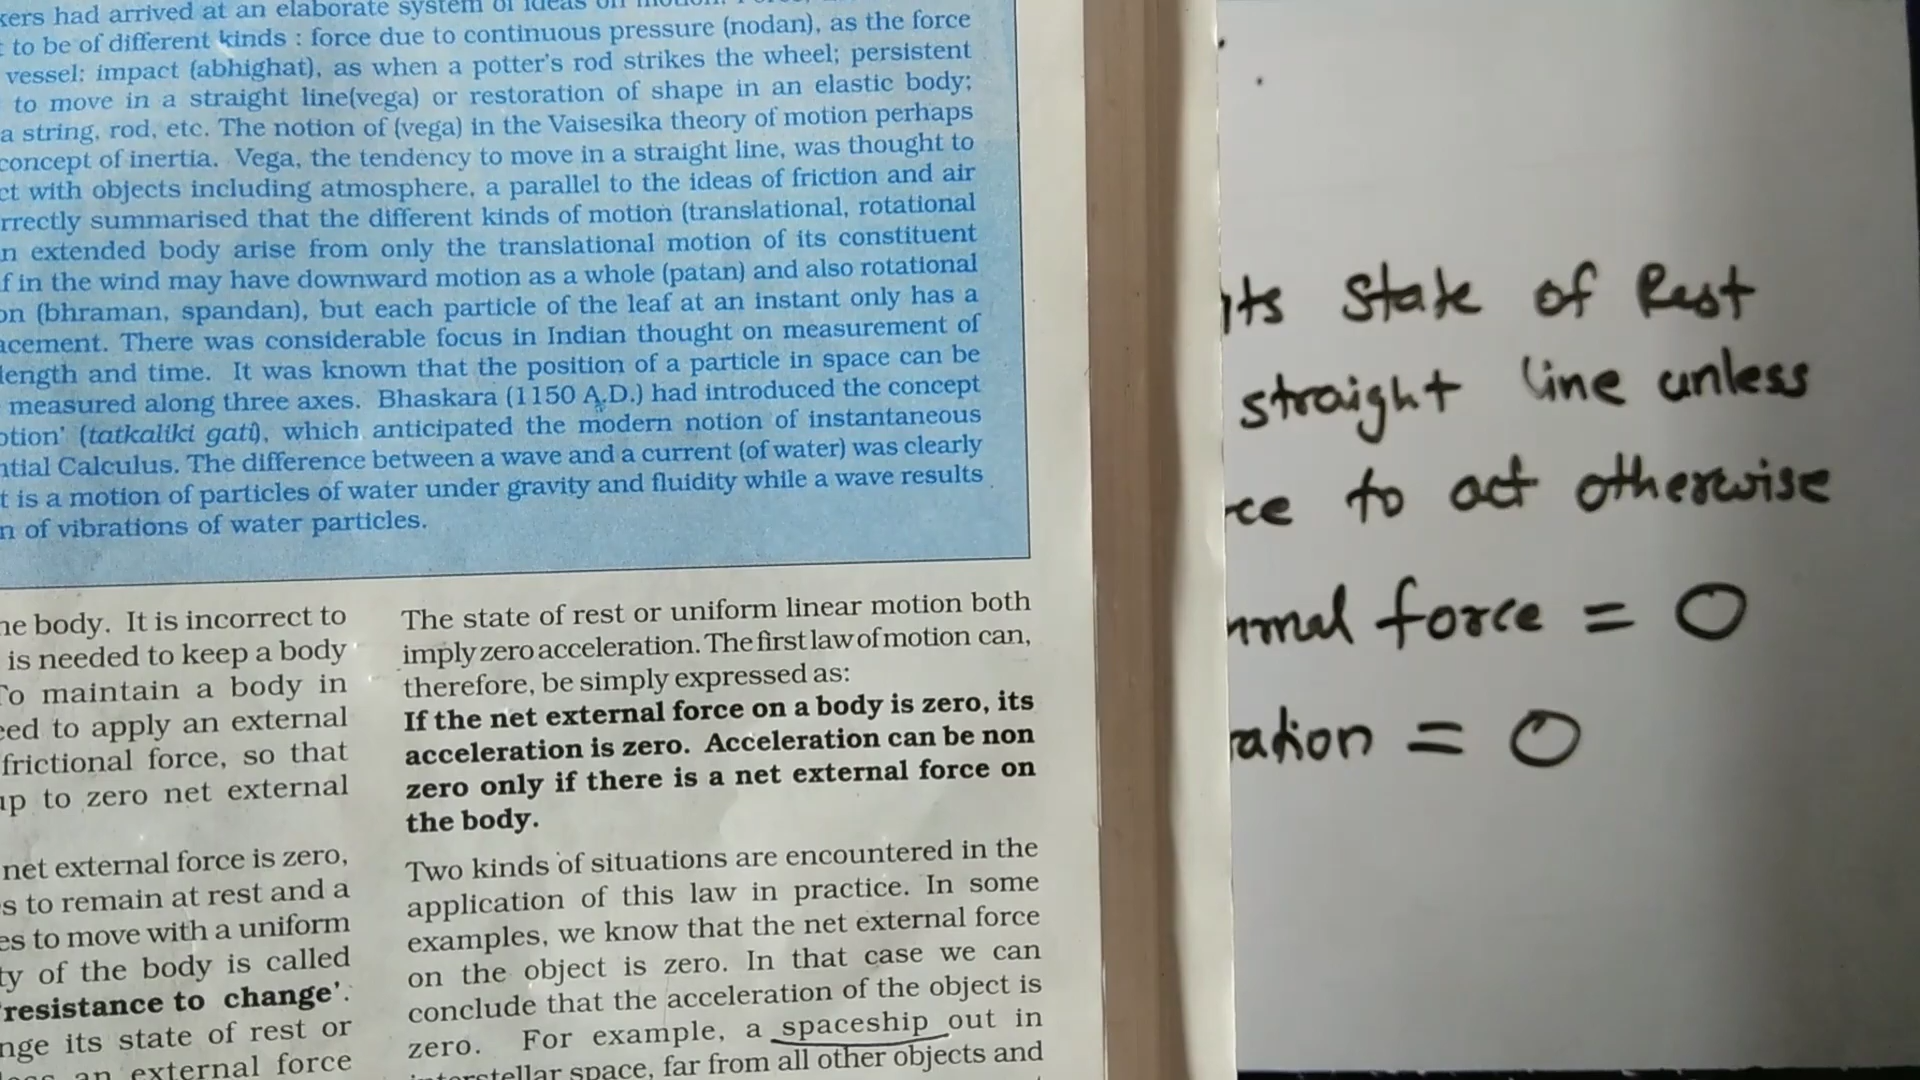 had arrived at an elaborate system of ideas on motion.
to be of different kinds : force due to continuous pressure (nodan), as the force
vessel; impact (abhighat), as when a potter's rod strikes the wheel; persistent
to move in a straight line(vega) or restoration of shape in an elastic body;
a string, rod, etc. The notion of (vega) in the Vaisesika theory of motion perhaps
concept of inertia. Vega, the tendency to move in a straight line, was thought to
with objects including atmosphere, a parallel to the ideas of friction and air
summarised that the different kinds of motion (translational, rotational
extended body arise from only the translational motion of its constituent
in the wind may have downward motion as a whole (patan) and also rotational
(bhraman, spandan), but each particle of the leaf at an instant only has a
There was considerable focus in Indian thought on measurement of
length and time. It was known that the position of a particle in space can be
measured along three axes. Bhaskara (1150 A.D.) had introduced the concept
(tatkaliki gati), which anticipated the modern notion of instantaneous
Calculus. The difference between a wave and a current (of water) was clearly
is a motion of particles of water under gravity and fluidity while a wave results
of vibrations of water particles.
body. It is incorrect to
is needed to keep a body
To maintain a body in
to apply an external
frictional force, so that
up to zero net external
net external force is zero,
to remain at rest and a
to move with a uniform
of the body is called
'resistance to change'.
its state of rest or
an external force
The state of rest or uniform linear motion both
imply zero acceleration. The first law of motion can,
therefore, be simply expressed as:
If the net external force on a body is zero, its
acceleration is zero. Acceleration can be non
zero only if there is a net external force on
the body.
Two kinds of situations are encountered in the
application of this law in practice. In some
examples, we know that the net external force
on the object is zero. In that case we can
conclude that the acceleration of the object is
zero. For example, a spaceship out in
interstellar space, far from all other objects and
its state of Rest
straight line unless
to act otherwise
force = 0
= 0